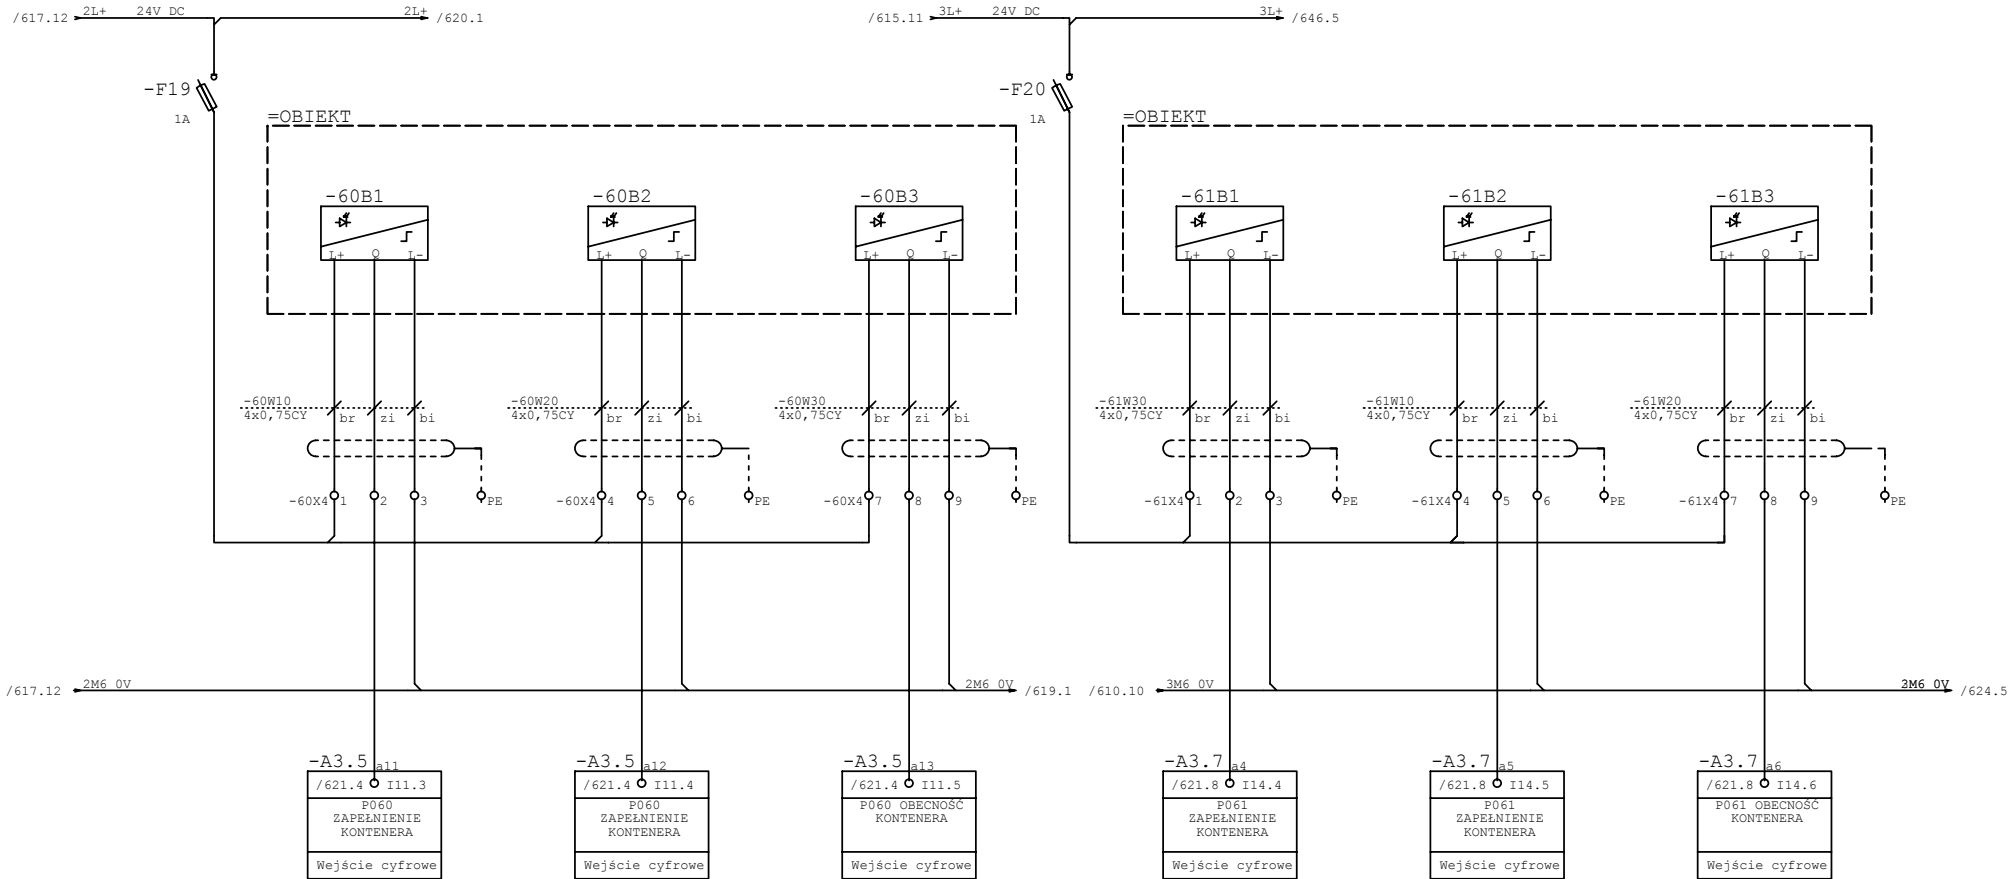 /617.12 2L+ 24V DC 2L+ /620.1 /615.11 3L+ 24V DC 3L+ /646.5
-F19 -F20
1A 1A
=OBIEKT =OBIEKT
-60B1 -60B2 -60B3 -61B1 -61B2 -61B3
L+ Q L- L+ Q L- L+ Q L- L+ Q L- L+ Q L- L+ Q L-
-60W10 -60W20 -60W30 -61W30 -61W10 -61W20
4x0,75CY br zi bi 4x0,75CY br zi bi 4x0,75CY br zi bi 4x0,75CY br zi bi 4x0,75CY br zi bi 4x0,75CY br zi bi
-60X4 1 2 3 PE -60X4 4 5 6 PE -60X4 7 8 9 PE -61X4 1 2 3 PE -61X4 4 5 6 PE -61X4 7 8 9 PE
/617.12 2M6 0V 2M6 0V /619.1 /610.10 3M6 0V 3M6 0V /624.5
-A3.5 a11 -A3.5 a12 -A3.5 a13 -A3.7 a4 -A3.7 a5 -A3.7 a6
/621.4 I11.3 /621.4 I11.4 /621.4 I11.5 /621.8 I14.4 /621.8 I14.5 /621.8 I14.6
P060 P060 P060 OBECNOŚĆ P061 P061 P061 OBECNOŚĆ
ZAPEŁNIENIE ZAPEŁNIENIE KONTENERA ZAPEŁNIENIE ZAPEŁNIENIE KONTENERA
KONTENERA KONTENERA KONTENERA KONTENERA
Wejście cyfrowe Wejście cyfrowe Wejście cyfrowe Wejście cyfrowe Wejście cyfrowe Wejście cyfrowe